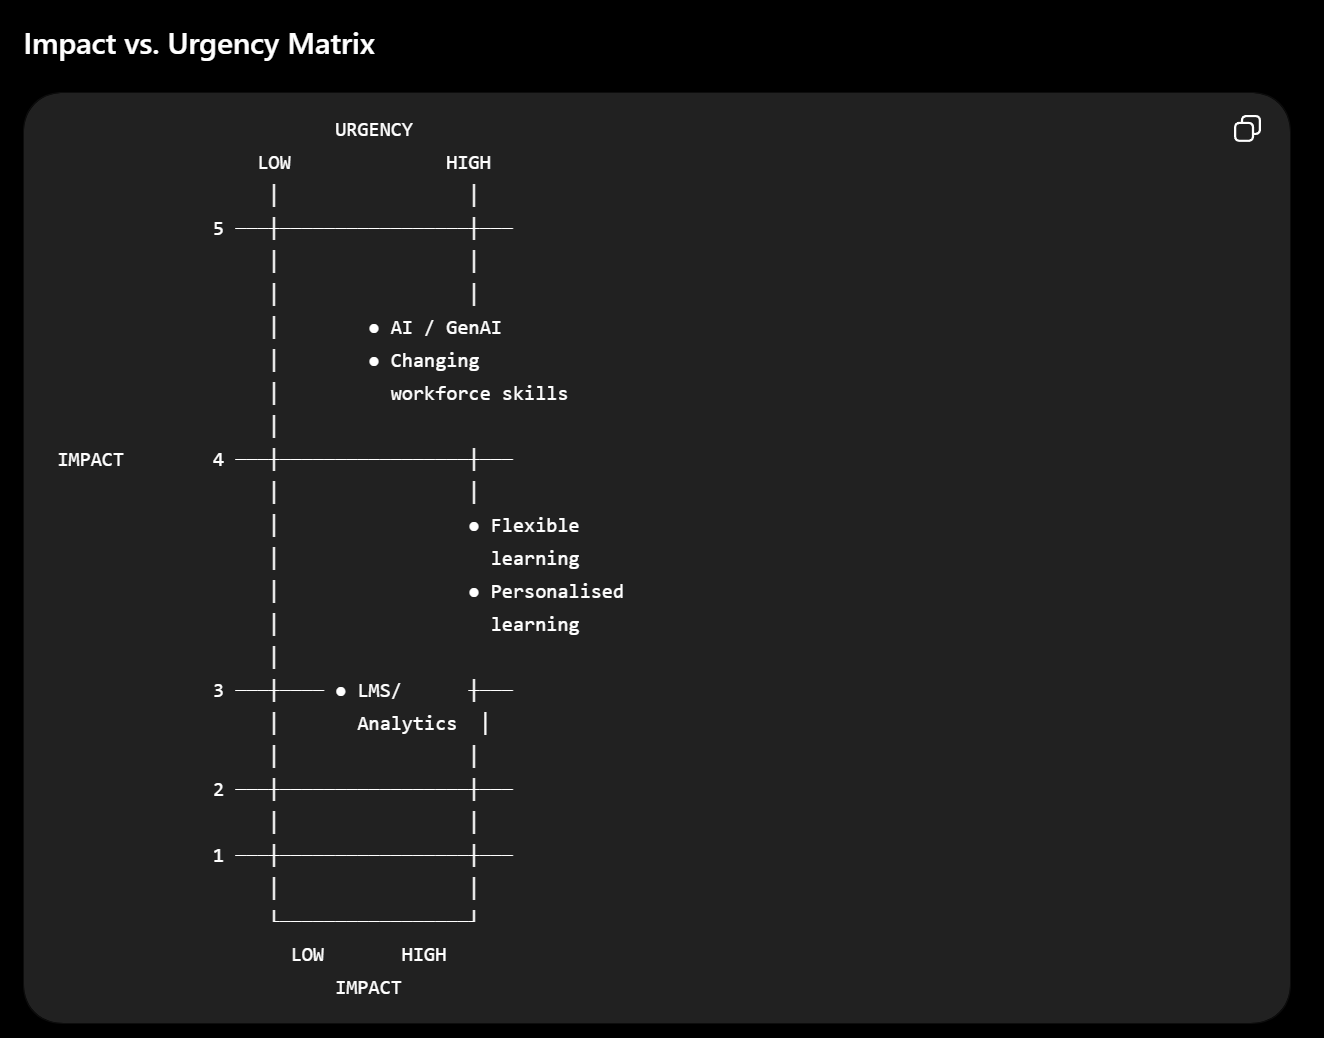 Impact vs. Urgency Matrix
URGENCY
LOW HIGH
5
● AI / GenAI
● Changing
workforce skills
IMPACT 4
● Flexible
learning
● Personalised
learning
3 ● LMS/
Analytics
2
1
LOW HIGH
IMPACT